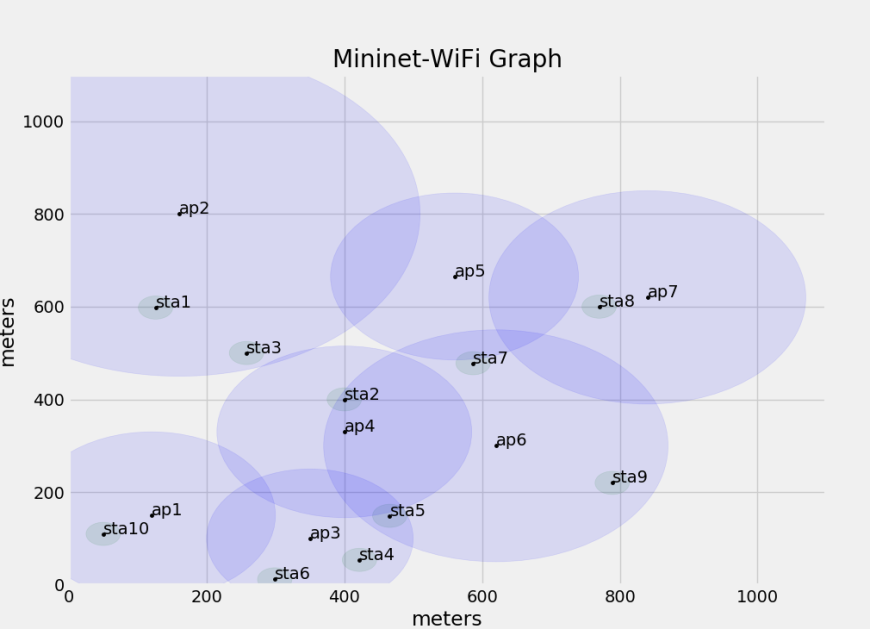 Mininet-WiFi Graph
1000
ap2
800
ap5
ap7
sta1
sta8
600
sta3
sta7
meters
sta2
400
ap4
ap6
sta9
200
ap1
sta5
sta10
ap3
sta4
sta6
0
0 200 400 600 800 1000
meters